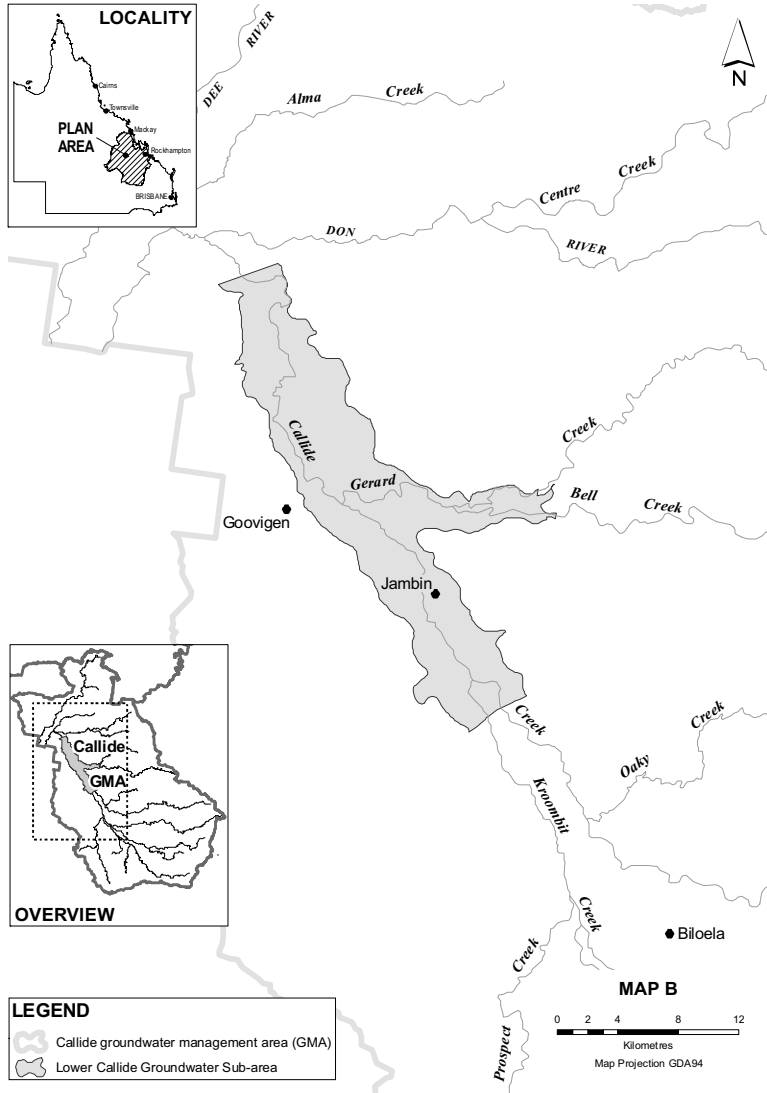 LOCALITY
Cairns
Townsville
Mackay
PLAN
AREA
Rockhampton
BRISBANE
DEE RIVER
Alma Creek
N
Centre Creek
DON RIVER
Callide
Creek
Gerard
Bell Creek
Goovigen
Jambin
Creek
Oaky Creek
Kroombit
Creek
Creek
Prospect
Biloela
Callide
GMA
OVERVIEW
MAP B
0 2 4 8 12
Kilometres
Map Projection GDA94
LEGEND
Callide groundwater management area (GMA)
Lower Callide Groundwater Sub-area